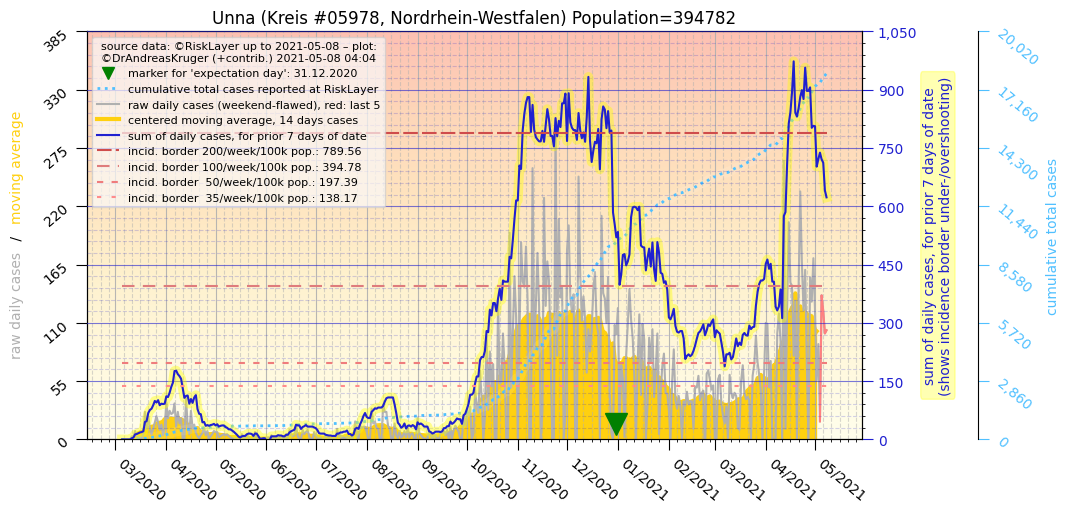 Unna (Kreis #05978, Nordrhein-Westfalen) Population=394782
source data: ©RiskLayer up to 2021-05-08 – plot:
©DrAndreasKruger (+contrib.) 2021-05-08 04:04
marker for 'expectation day': 31.12.2020
cumulative total cases reported at RiskLayer
raw daily cases (weekend-flawed), red: last 5
centered moving average, 14 days cases
sum of daily cases, for prior 7 days of date
incid. border 200/week/100k pop.: 789.56
incid. border 100/week/100k pop.: 394.78
incid. border 50/week/100k pop.: 197.39
incid. border 35/week/100k pop.: 138.17
raw daily cases / moving average
385
330
275
220
165
110
55
0
03/2020
04/2020
05/2020
06/2020
07/2020
08/2020
09/2020
10/2020
11/2020
12/2020
01/2021
02/2021
03/2021
04/2021
05/2021
1,050
900
750
600
450
300
150
0
sum of daily cases, for prior 7 days of date
(shows incidence border under-/overshooting)
20,020
17,160
14,300
11,440
8,580
5,720
2,860
0
cumulative total cases